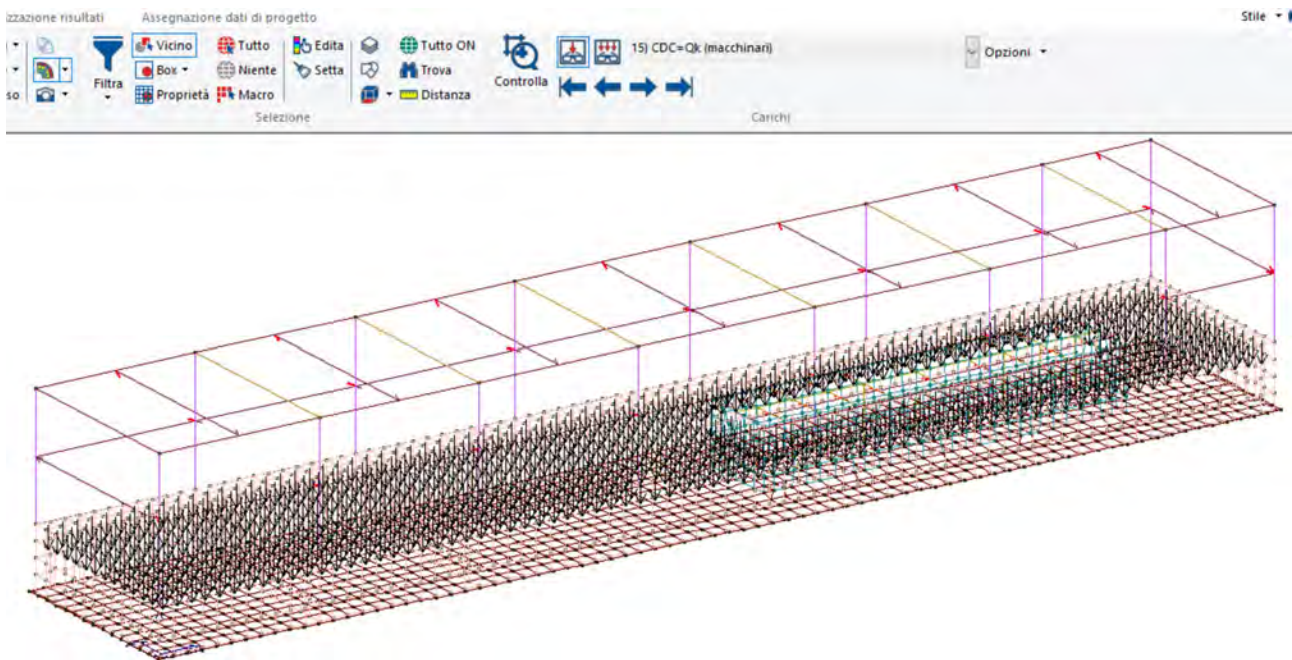 izzazione risultati Assegnazione dati di progetto Stile
Vicino Tutto Edita Tutto ON 15) CDC=Qk (macchinari) Opzioni
Box Niente Setta Trova
Filtra Controlla
so Proprietà Macro Distanza
Selezione Carichi